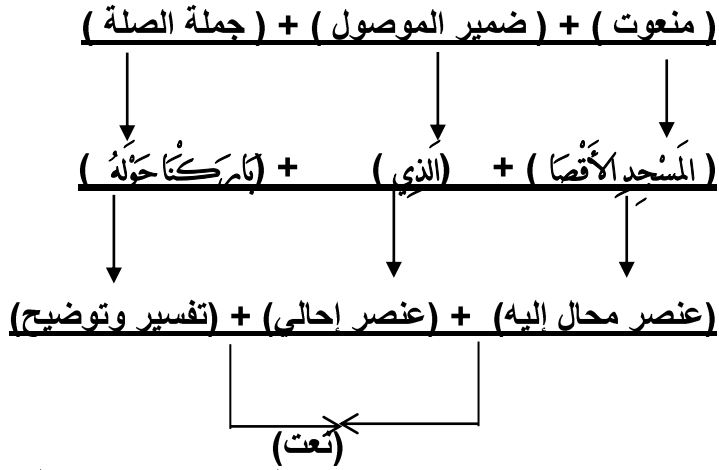 ( منعوت ) + ( ضمير الموصول ) + ( جملة الصلة )
( المَسْجِدِ الأَقْصَا ) + (الَذِي ) + (بَارَكْنَا حَوْلَهُ )
(عنصر محال إليه) + (عنصر إحالي) + (تفسير وتوضيح)
(نعت)